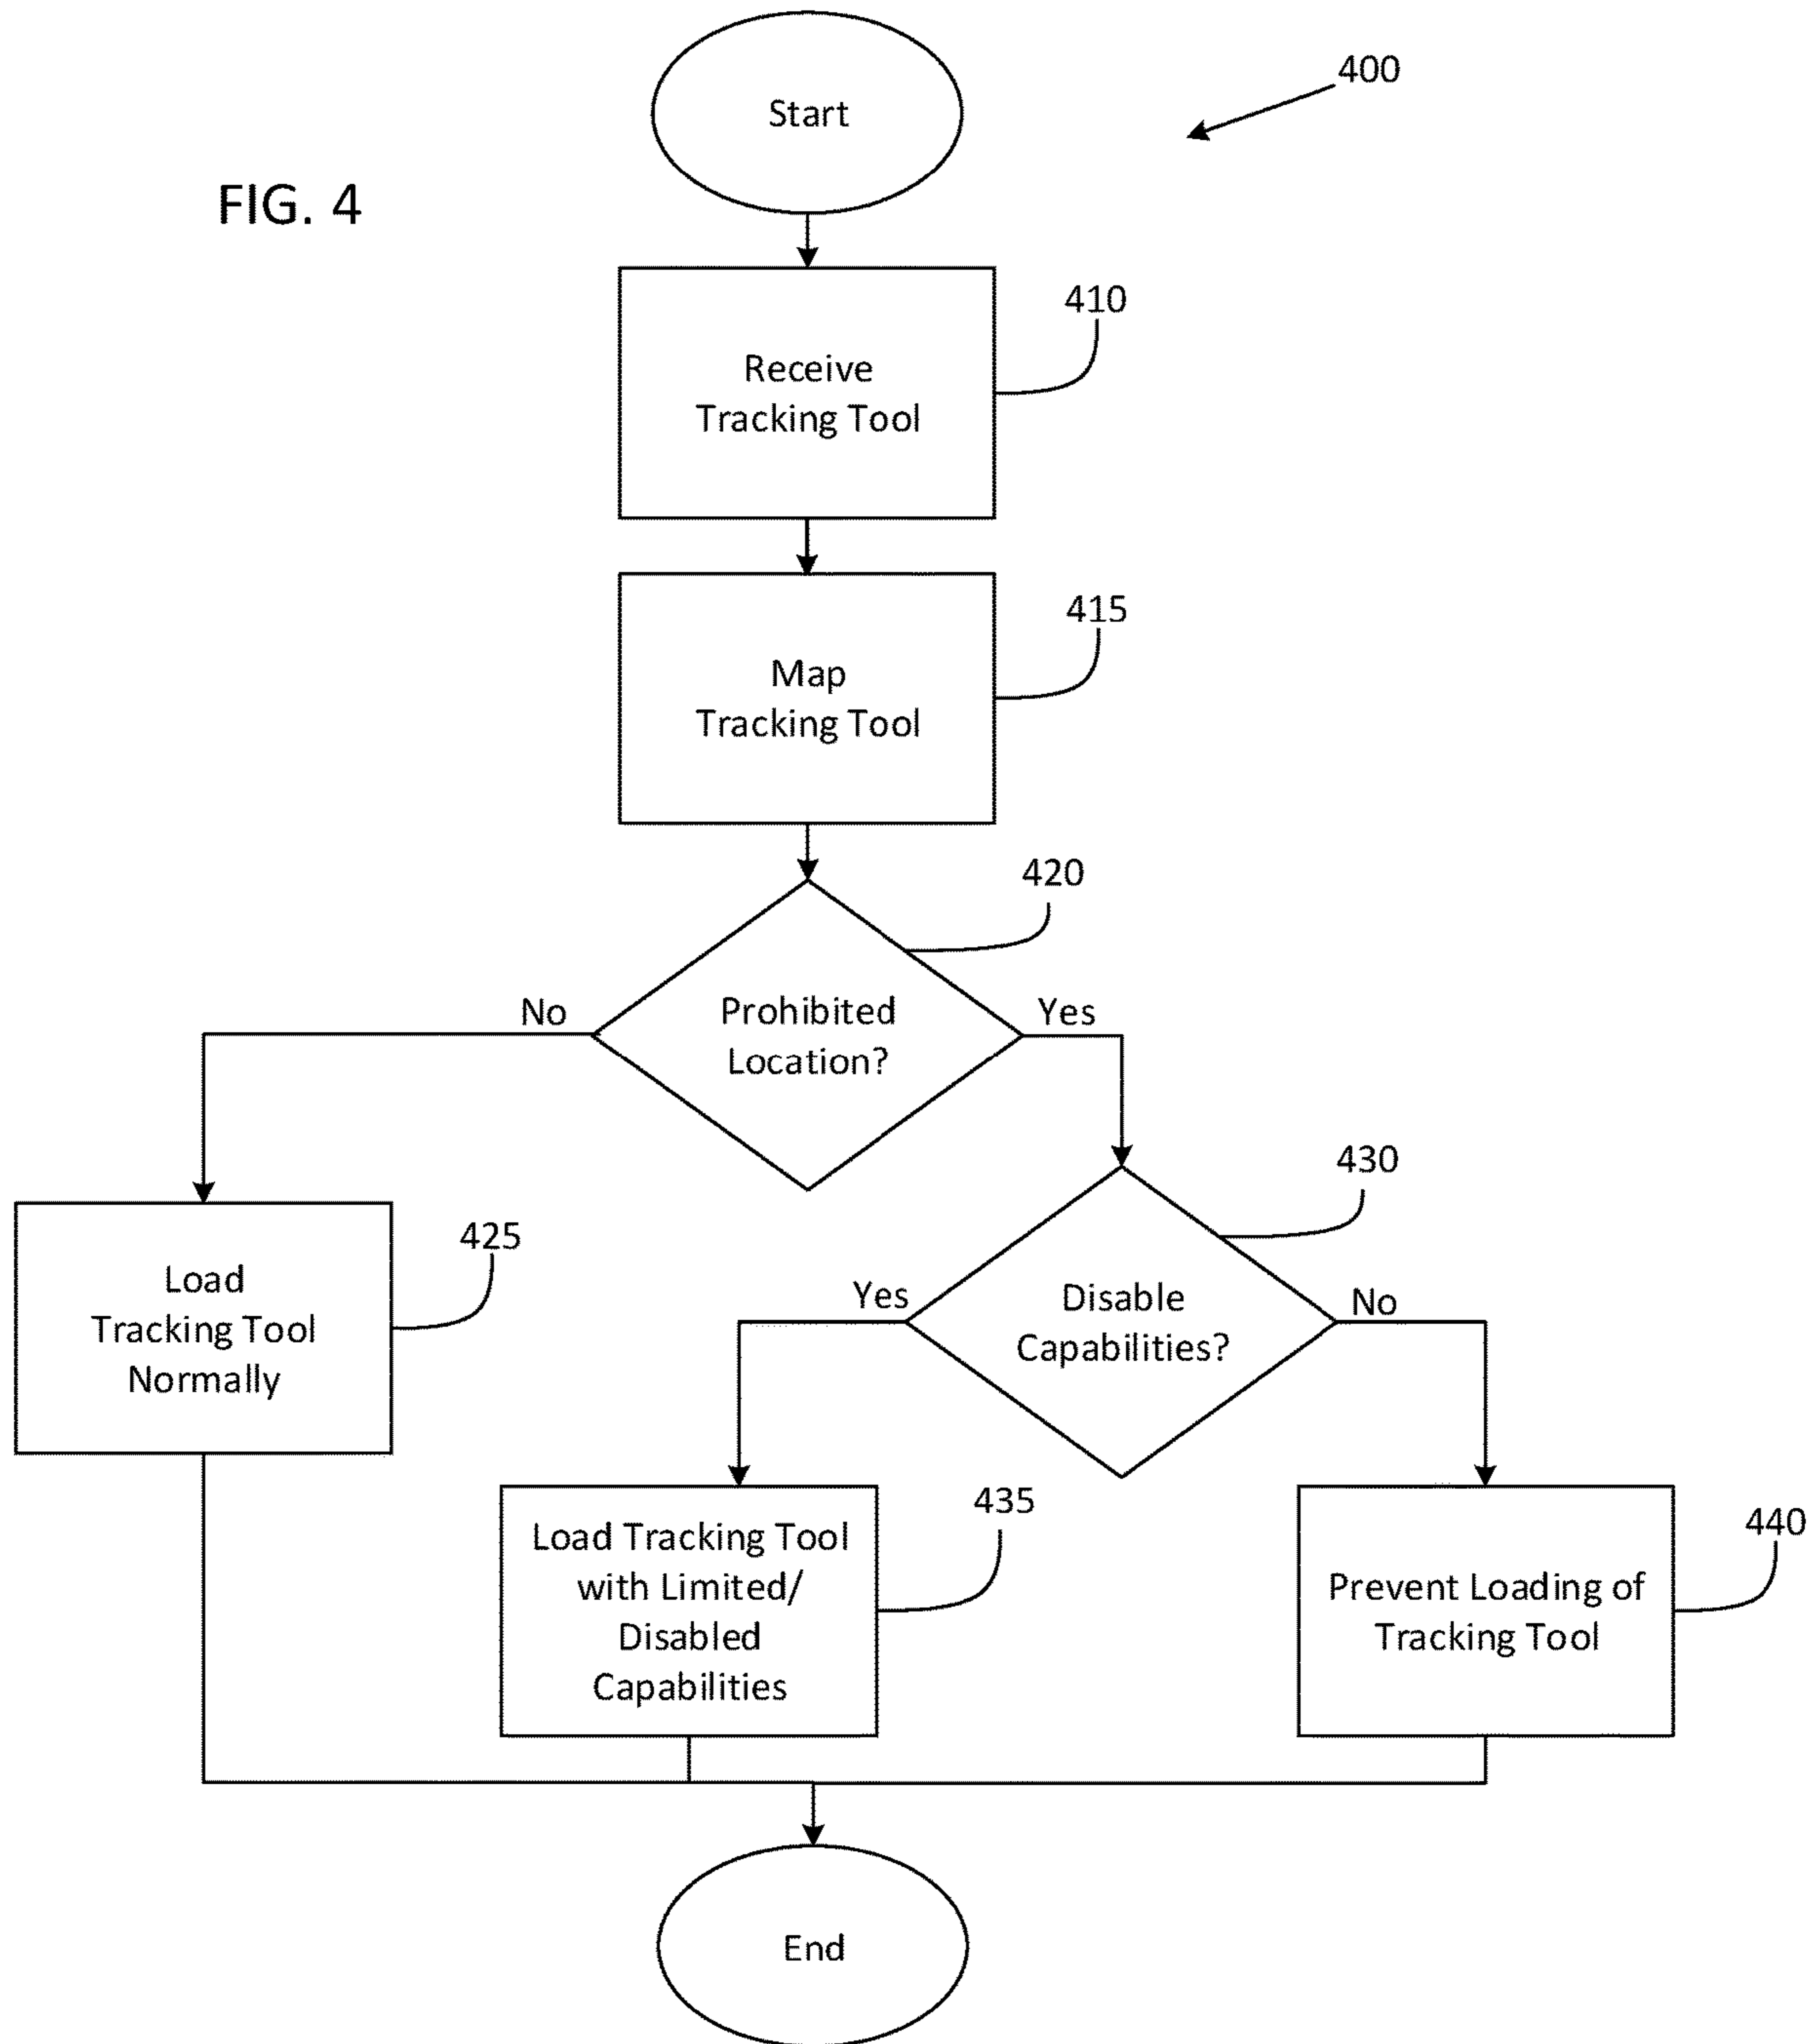 Start
400
FIG. 4
410
Receive
Tracking Tool
415
Map
Tracking Tool
420
No
Prohibited
Location?
Yes
430
425
Load
Tracking Tool
Normally
Yes
Disable
Capabilities?
No
435
Load Tracking Tool
with Limited/
Disabled
Capabilities
440
Prevent Loading of
Tracking Tool
End